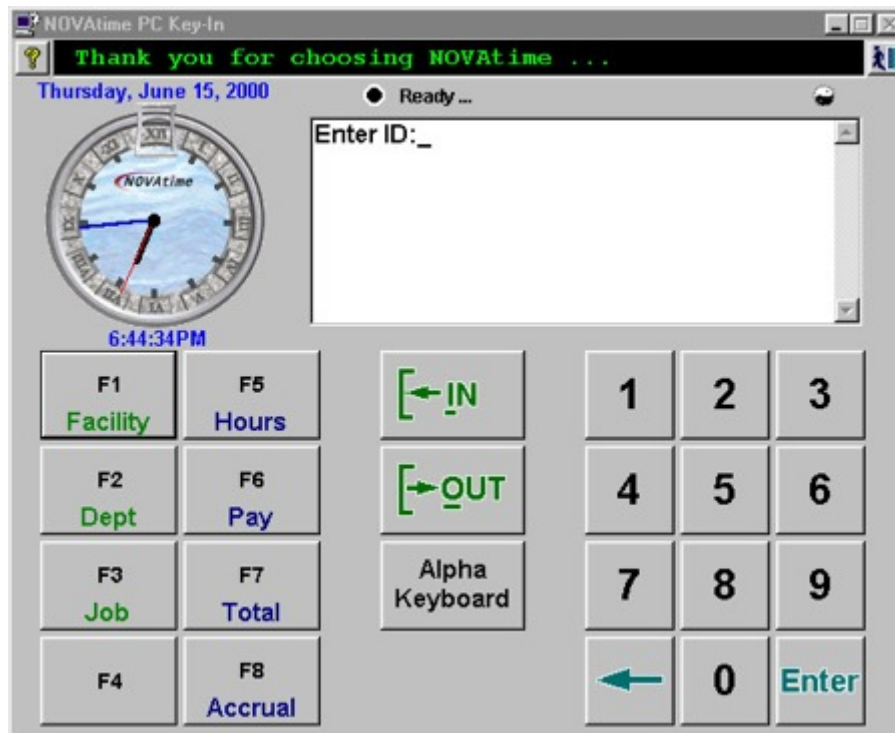 NOVAtime PC Key-In
Thank you for choosing NOVAtime ...
Thursday, June 15, 2000
Ready ...
Enter ID:_
NOVAtime
6:44:34PM
F1
Facility
F5
Hours
IN
1
2
3
F2
Dept
F6
Pay
OUT
4
5
6
F3
Job
F7
Total
Alpha
Keyboard
7
8
9
F4
F8
Accrual
0
Enter